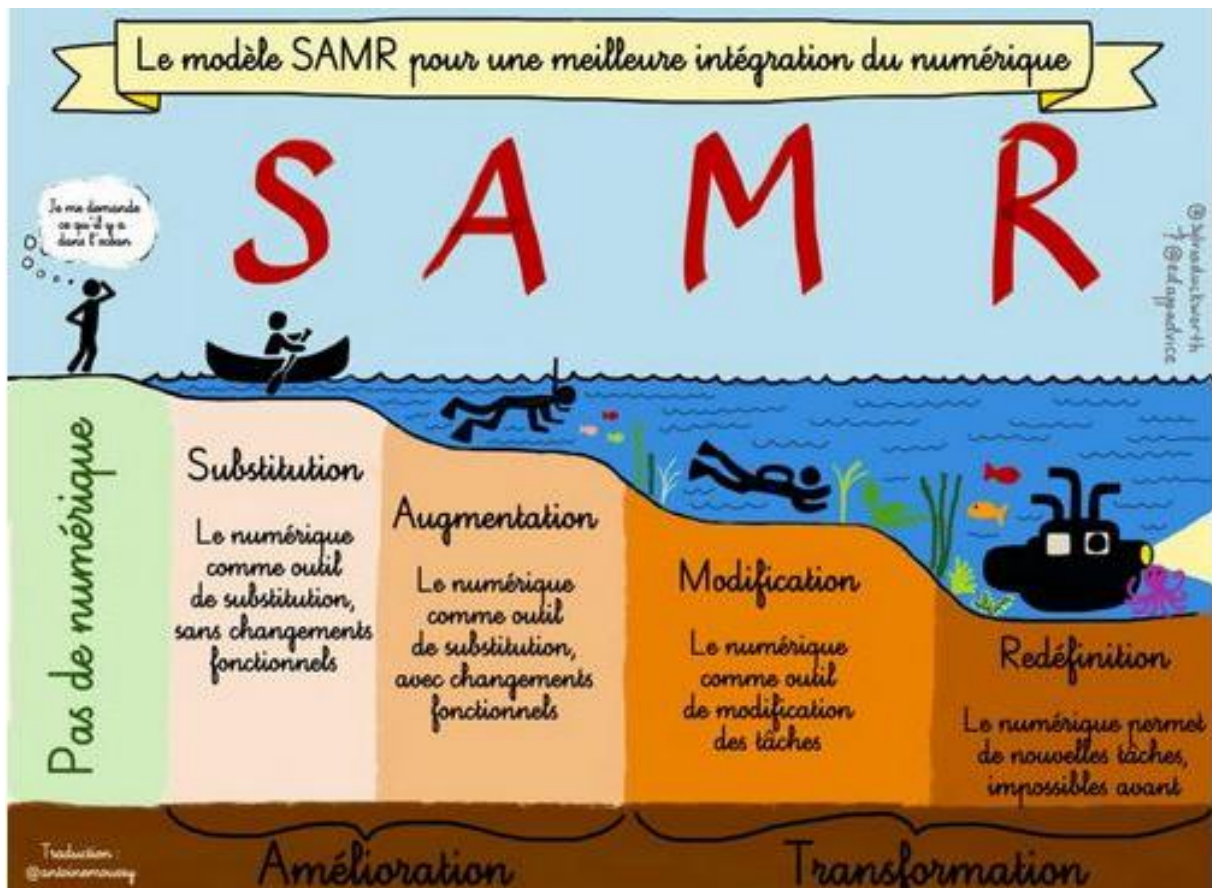 Le modèle SAMR pour une meilleure intégration du numérique
S A M R
Je me demande
ce qu'il y a
dans l'océan
@sylviaduckworth
@edappadvice
Pas de numérique
Substitution
Le numérique
comme outil
de substitution,
sans changements
fonctionnels
Augmentation
Le numérique
comme outil
de substitution,
avec changements
fonctionnels
Modification
Le numérique
comme outil
de modification
des tâches
Redéfinition
Le numérique permet
de nouvelles tâches,
impossibles avant
Amélioration
Transformation
Traduction :